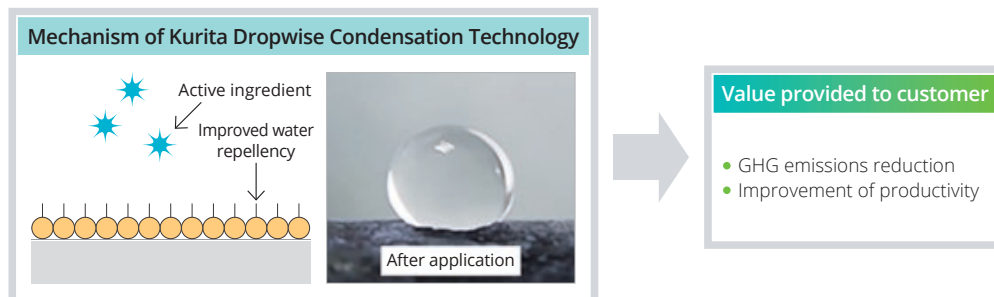 Mechanism of Kurita Dropwise Condensation Technology
Active ingredient
Improved water
repellency
After application
Value provided to customer
• GHG emissions reduction
• Improvement of productivity